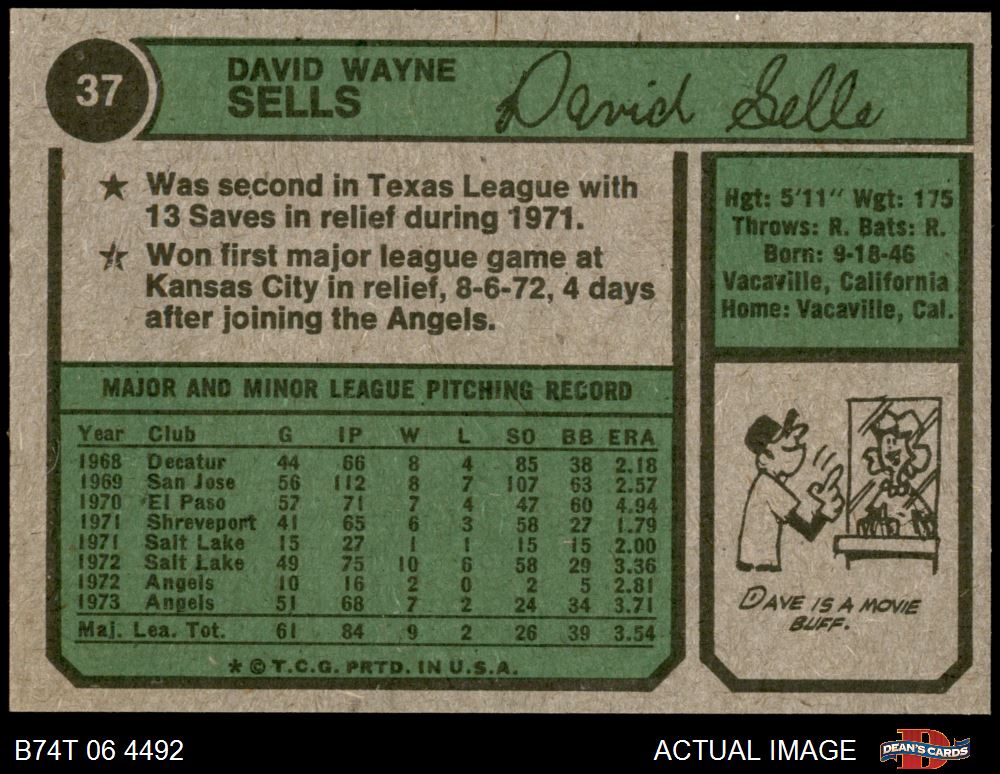 37
DAVID WAYNE
SELLS
David Sells
★ Was second in Texas League with
13 Saves in relief during 1971.
★ Won first major league game at
Kansas City in relief, 8-6-72, 4 days
after joining the Angels.
Hgt: 5'11" Wgt: 175
Throws: R. Bats: R.
Born: 9-18-46
Vacaville, California
Home: Vacaville, Cal.
MAJOR AND MINOR LEAGUE PITCHING RECORD
Year Club G IP W L SO BB ERA
1968 Decatur 44 66 8 4 85 38 2.18
1969 San Jose 56 112 8 7 107 63 2.57
1970 El Paso 57 71 7 4 47 60 4.94
1971 Shreveport 41 65 6 3 58 27 1.79
1971 Salt Lake 15 27 1 1 15 15 2.00
1972 Salt Lake 49 75 10 6 58 29 3.36
1972 Angels 10 16 2 0 2 5 2.81
1973 Angels 51 68 7 2 24 34 3.71
Maj. Lea. Tot. 61 84 9 2 26 39 3.54
* © T.C.G. PRTD. IN U.S.A.
DAVE IS A MOVIE
BUFF.
B74T 06 4492
ACTUAL IMAGE
DEAN'S CARDS